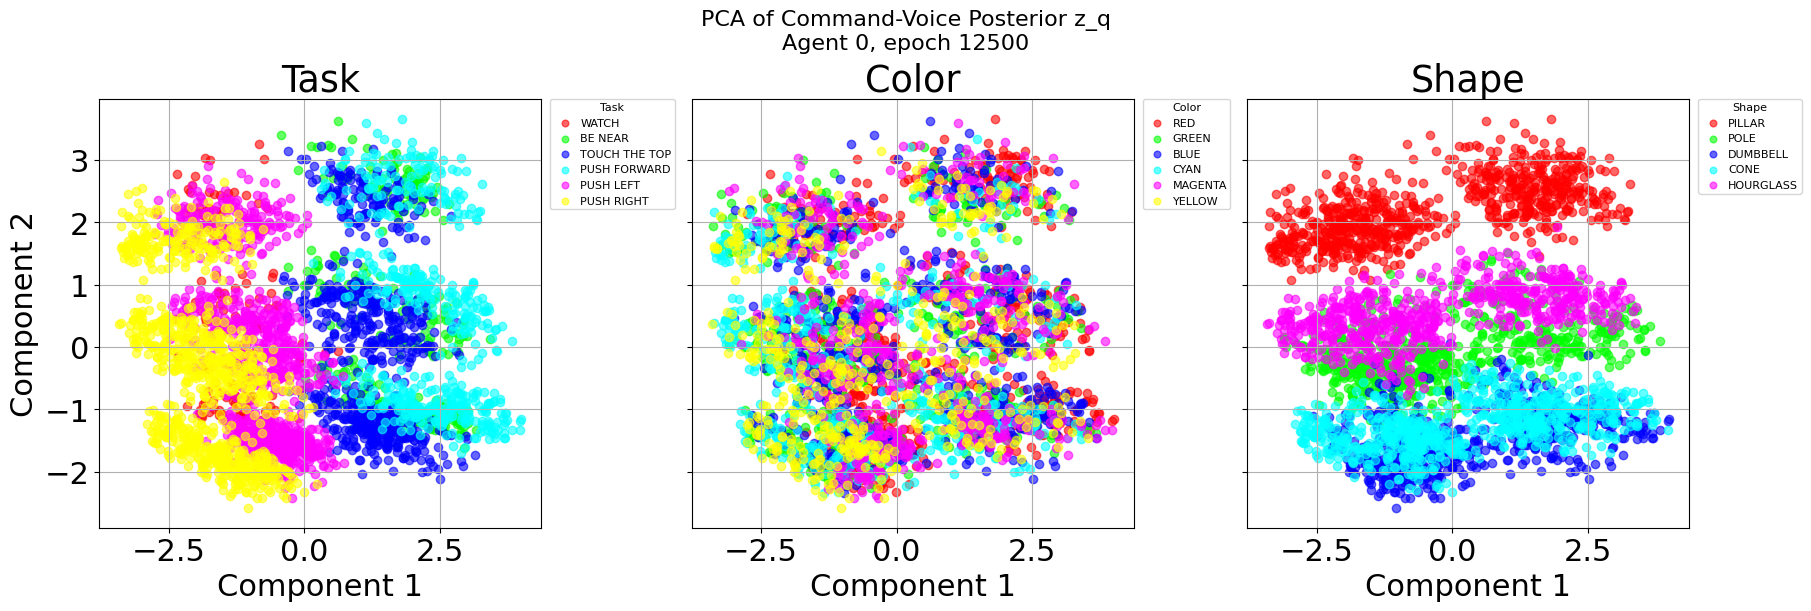 PCA of Command-Voice Posterior z_q
Agent 0, epoch 12500
Task
Color
Shape
Task
WATCH
BE NEAR
TOUCH THE TOP
PUSH FORWARD
PUSH LEFT
PUSH RIGHT
Color
RED
GREEN
BLUE
CYAN
MAGENTA
YELLOW
Shape
PILLAR
POLE
DUMBBELL
CONE
HOURGLASS
Component 2
3
2
1
0
−1
−2
−2.5 0.0 2.5
−2.5 0.0 2.5
−2.5 0.0 2.5
Component 1
Component 1
Component 1